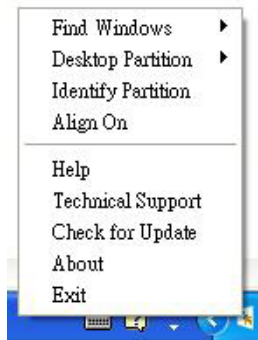 Find Windows
Desktop Partition
Identify Partition
Align On
Help
Technical Support
Check for Update
About
Exit